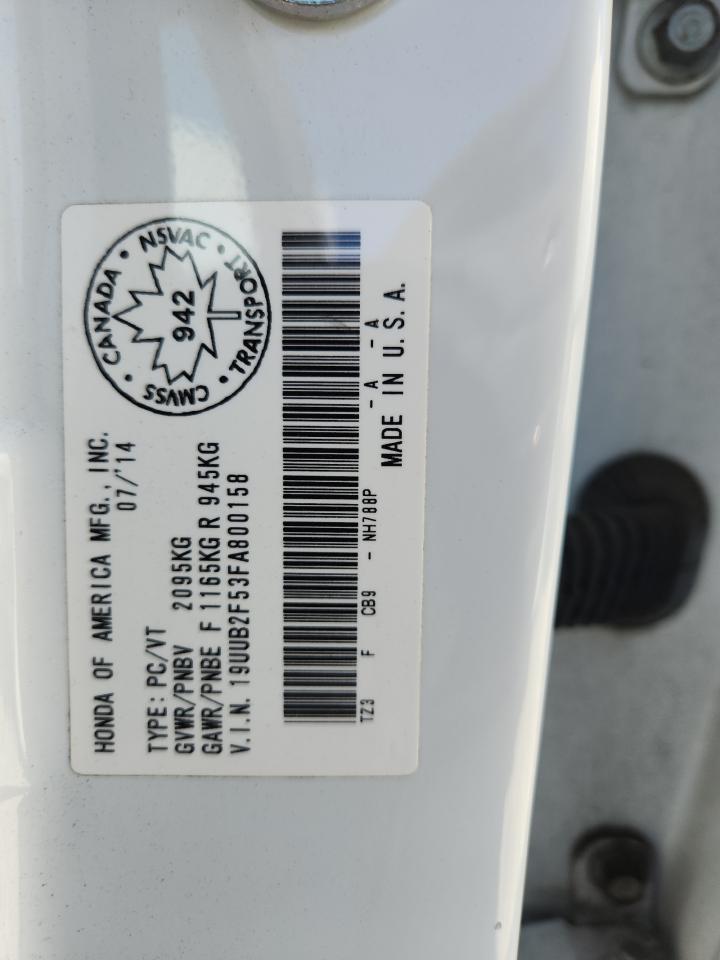 HONDA OF AMERICA MFG., INC.
07/'14
TYPE: PC/VT
GVWR/PNBV 2095KG
GAWR/PNBE F 1165KG R 945KG
V.I.N. 19UUB2F53FA800158
CANADA • NSVAC • TRANSPORT • CMVSS •
942
TZ3 F CB9 - NH788P - A - A
MADE IN U.S.A.